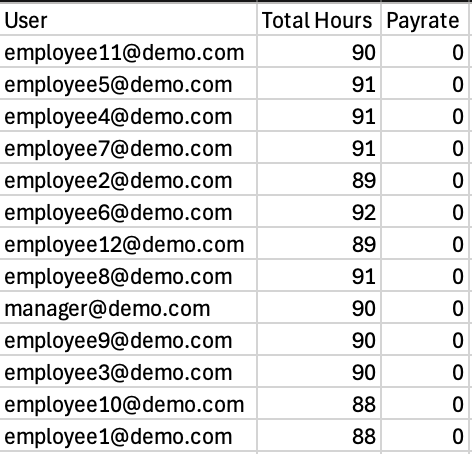 User Total Hours Payrate
employee11@demo.com 90 0
employee5@demo.com 91 0
employee4@demo.com 91 0
employee7@demo.com 91 0
employee2@demo.com 89 0
employee6@demo.com 92 0
employee12@demo.com 89 0
employee8@demo.com 91 0
manager@demo.com 90 0
employee9@demo.com 90 0
employee3@demo.com 90 0
employee10@demo.com 88 0
employee1@demo.com 88 0